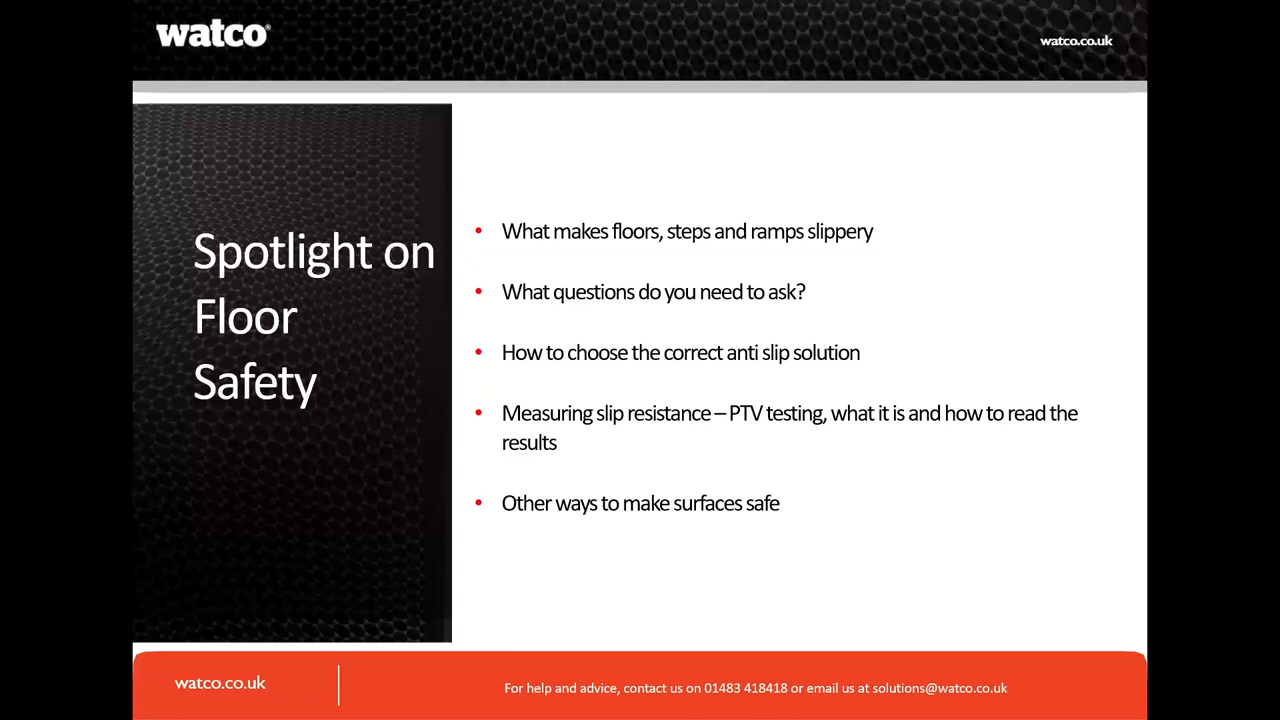 watco
watco.co.uk
Spotlight on
Floor
Safety
• What makes floors, steps and ramps slippery
• What questions do you need to ask?
• How to choose the correct anti slip solution
• Measuring slip resistance – PTV testing, what it is and how to read the
results
• Other ways to make surfaces safe
watco.co.uk
For help and advice, contact us on 01483 418418 or email us at solutions@watco.co.uk